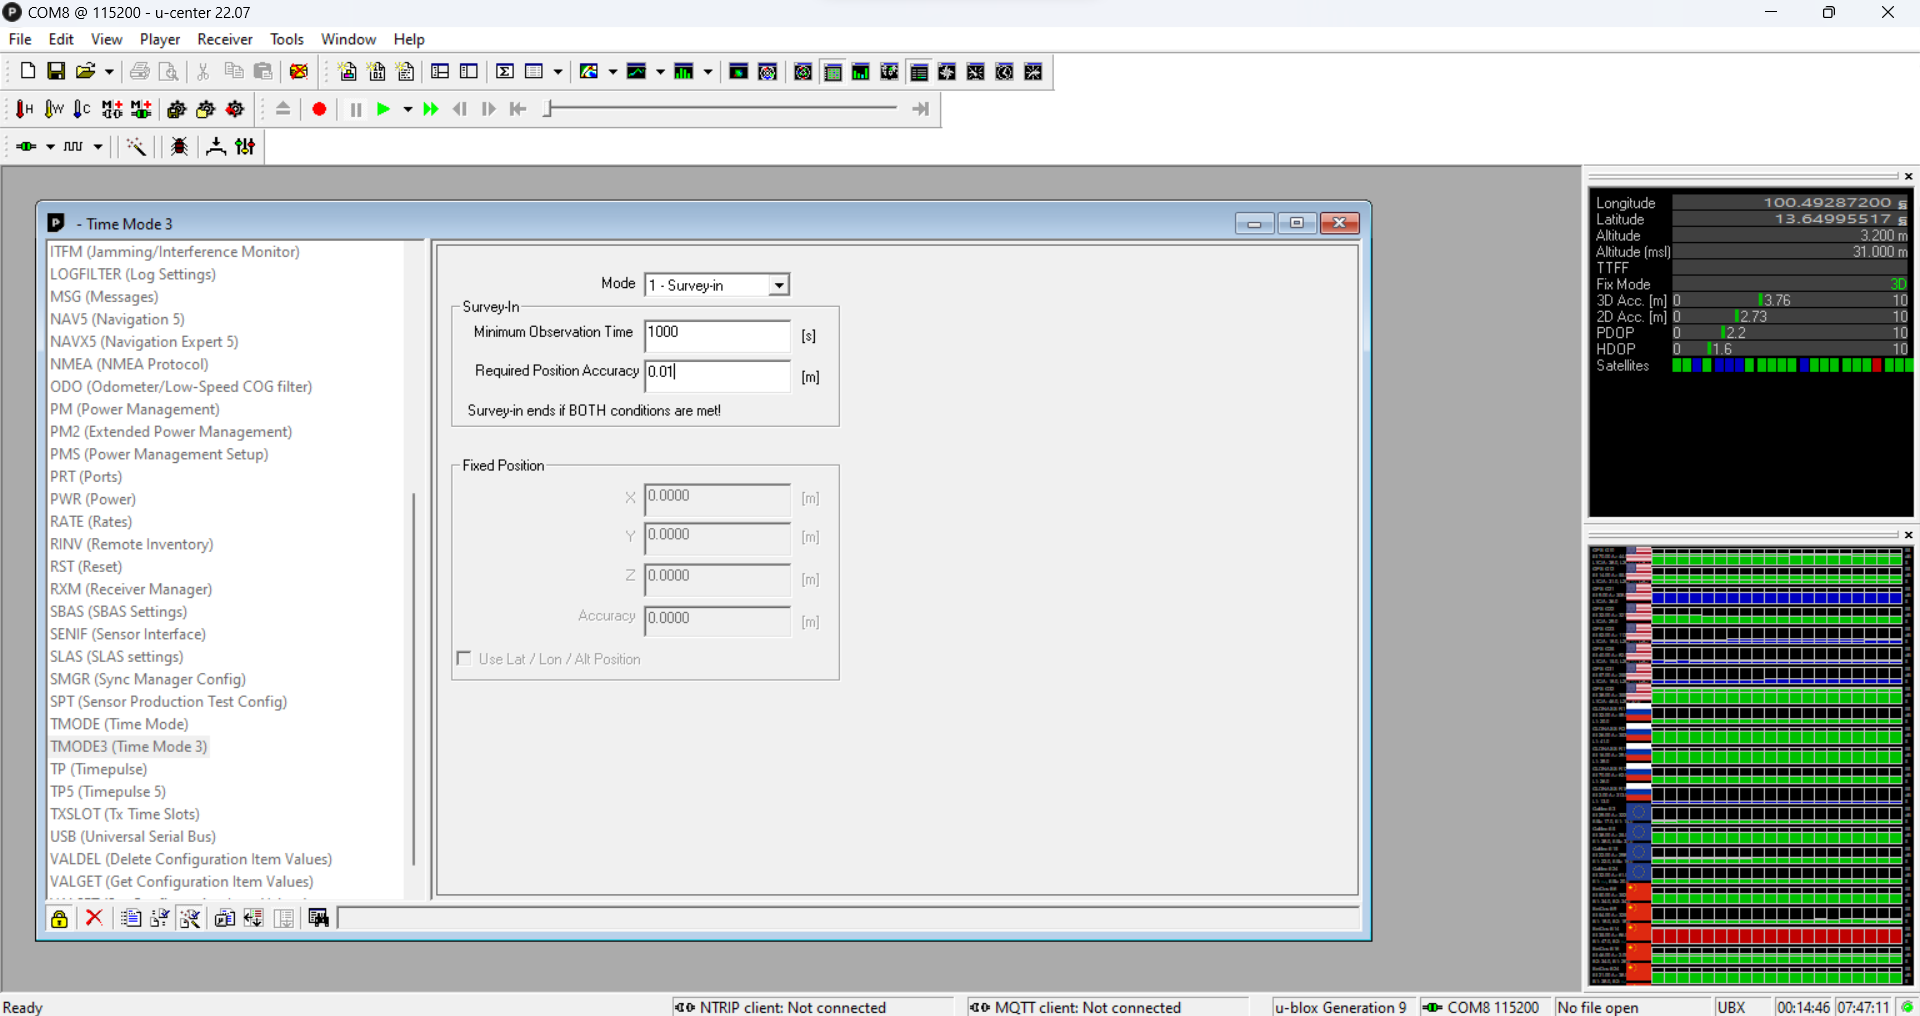 COM8 @ 115200 - u-center 22.07
File Edit View Player Receiver Tools Window Help
- Time Mode 3
ITFM (Jamming/Interference Monitor)
LOGFILTER (Log Settings)
MSG (Messages)
NAV5 (Navigation 5)
NAVX5 (Navigation Expert 5)
NMEA (NMEA Protocol)
ODO (Odometer/Low-Speed COG filter)
PM (Power Management)
PM2 (Extended Power Management)
PMS (Power Management Setup)
PRT (Ports)
PWR (Power)
RATE (Rates)
RINV (Remote Inventory)
RST (Reset)
RXM (Receiver Manager)
SBAS (SBAS Settings)
SENIF (Sensor Interface)
SLAS (SLAS settings)
SMGR (Sync Manager Config)
SPT (Sensor Production Test Config)
TMODE (Time Mode)
TMODE3 (Time Mode 3)
TP (Timepulse)
TP5 (Timepulse 5)
TXSLOT (Tx Time Slots)
USB (Universal Serial Bus)
VALDEL (Delete Configuration Item Values)
VALGET (Get Configuration Item Values)
Mode 1 - Survey-in
Survey-In
Minimum Observation Time 1000 [s]
Required Position Accuracy 0.01 [m]
Survey-in ends if BOTH conditions are met!
Fixed Position
X 0.0000 [m]
Y 0.0000 [m]
Z 0.0000 [m]
Accuracy 0.0000 [m]
Use Lat / Lon / Alt Position
Longitude 100.49287200 s
Latitude 13.64995517 s
Altitude 3.200 m
Altitude (msl) 31.000 m
TTFF
Fix Mode 3D
3D Acc. [m] 0 3.76 10
2D Acc. [m] 0 2.73 10
PDOP 0 2.2 10
HDOP 0 1.6 10
Satellites
Ready
NTRIP client: Not connected
MQTT client: Not connected
u-blox Generation 9
COM8 115200
No file open
UBX
00:14:46
07:47:11